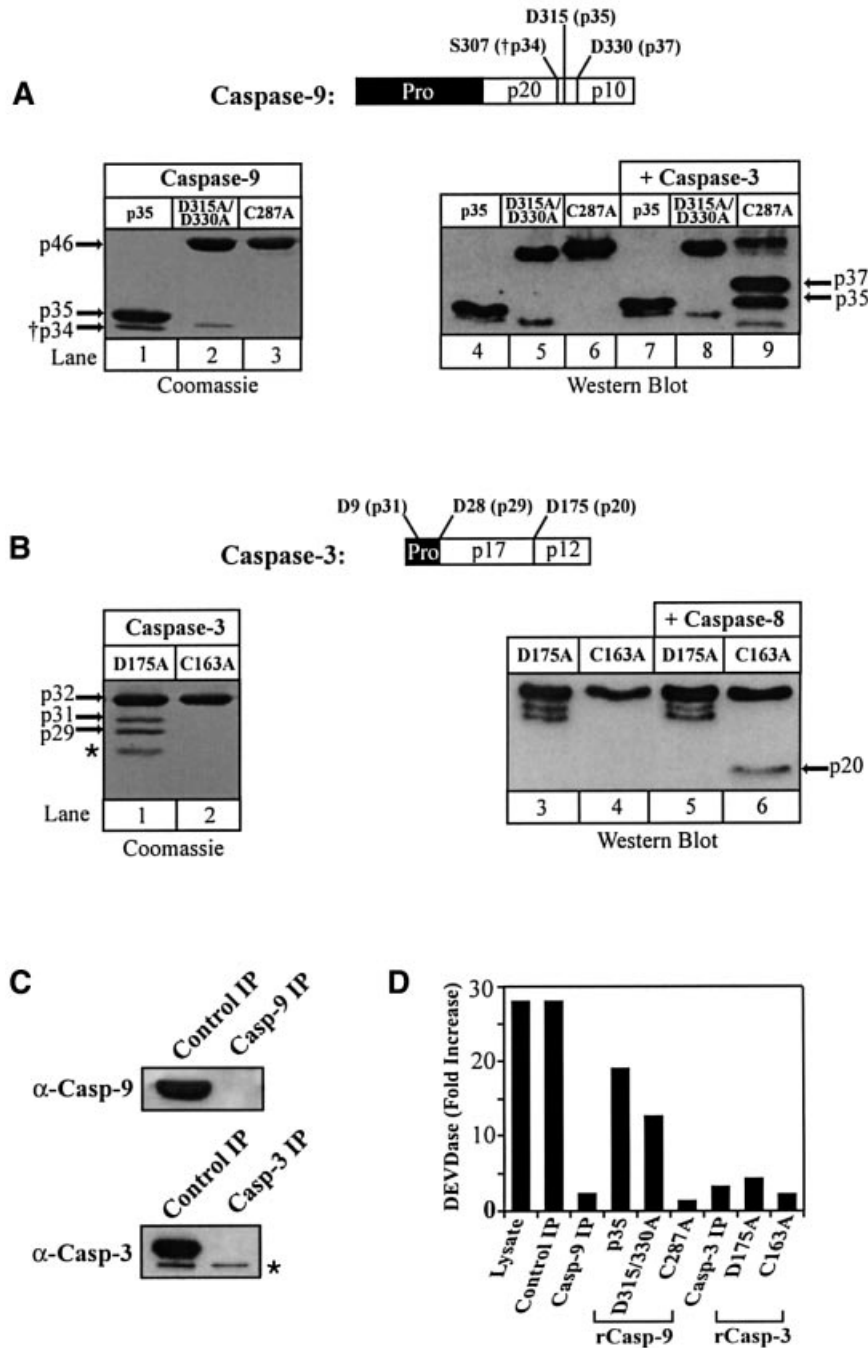 D315 (p35)
S307 (†p34) D330 (p37)
A
Caspase-9: Pro p20 p10
Caspase-9
p35 D315A/D330A C287A
p46
p35
†p34
Lane 1 2 3
Coomassie
+ Caspase-3
p35 D315A/D330A C287A p35 D315A/D330A C287A
p37
p35
4 5 6 7 8 9
Western Blot
D9 (p31) D28 (p29) D175 (p20)
B
Caspase-3: Pro p17 p12
Caspase-3
D175A C163A
p32
p31
p29
*
Lane 1 2
Coomassie
+ Caspase-8
D175A C163A D175A C163A
p20
3 4 5 6
Western Blot
C
Control IP Casp-9 IP
α-Casp-9
Control IP Casp-3 IP
α-Casp-3 *
D
DEVDase (Fold Increase)
30
20
10
0
Lysate Control IP Casp-9 IP p35 D315/330A C287A Casp-3 IP D175A C163A
rCasp-9 rCasp-3